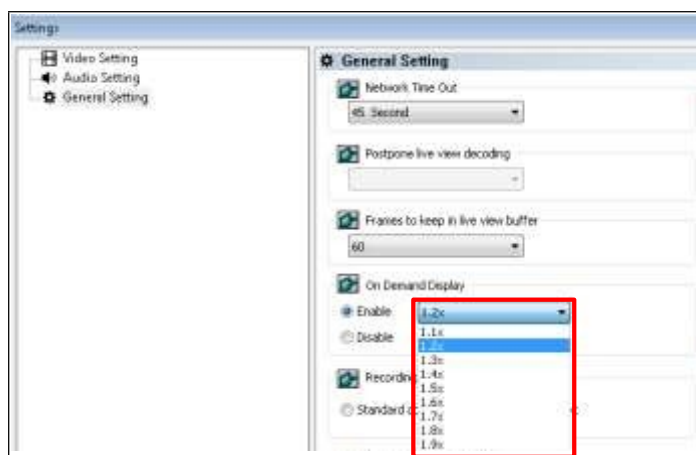 Settings
Video Setting
Audio Setting
General Setting
General Setting
Network Time Out
45 Second
Postpone live view decoding
Frames to keep in live view buffer
60
On Demand Display
Enable
1.2x
Disable
1.1x
1.2x
1.3x
1.4x
Recording
1.5x
1.6x
Standard
1.7x
1.8x
1.9x